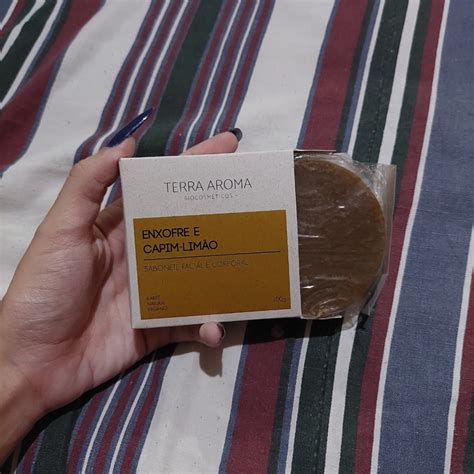 TERRA AROMA
BIOCOSMÉTICOS
ENXOFRE E
CAPIM-LIMÃO
SABONETE FACIAL E CORPORAL